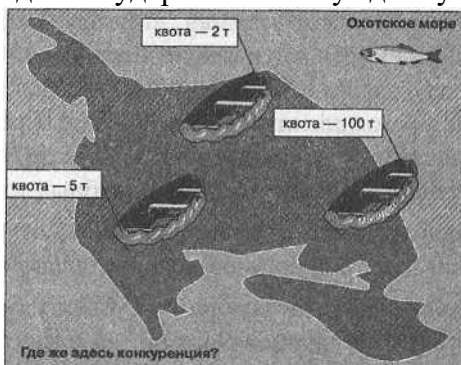 Охотское море
квота — 2 т
квота — 100 т
квота — 5 т
Где же здесь конкуренция?